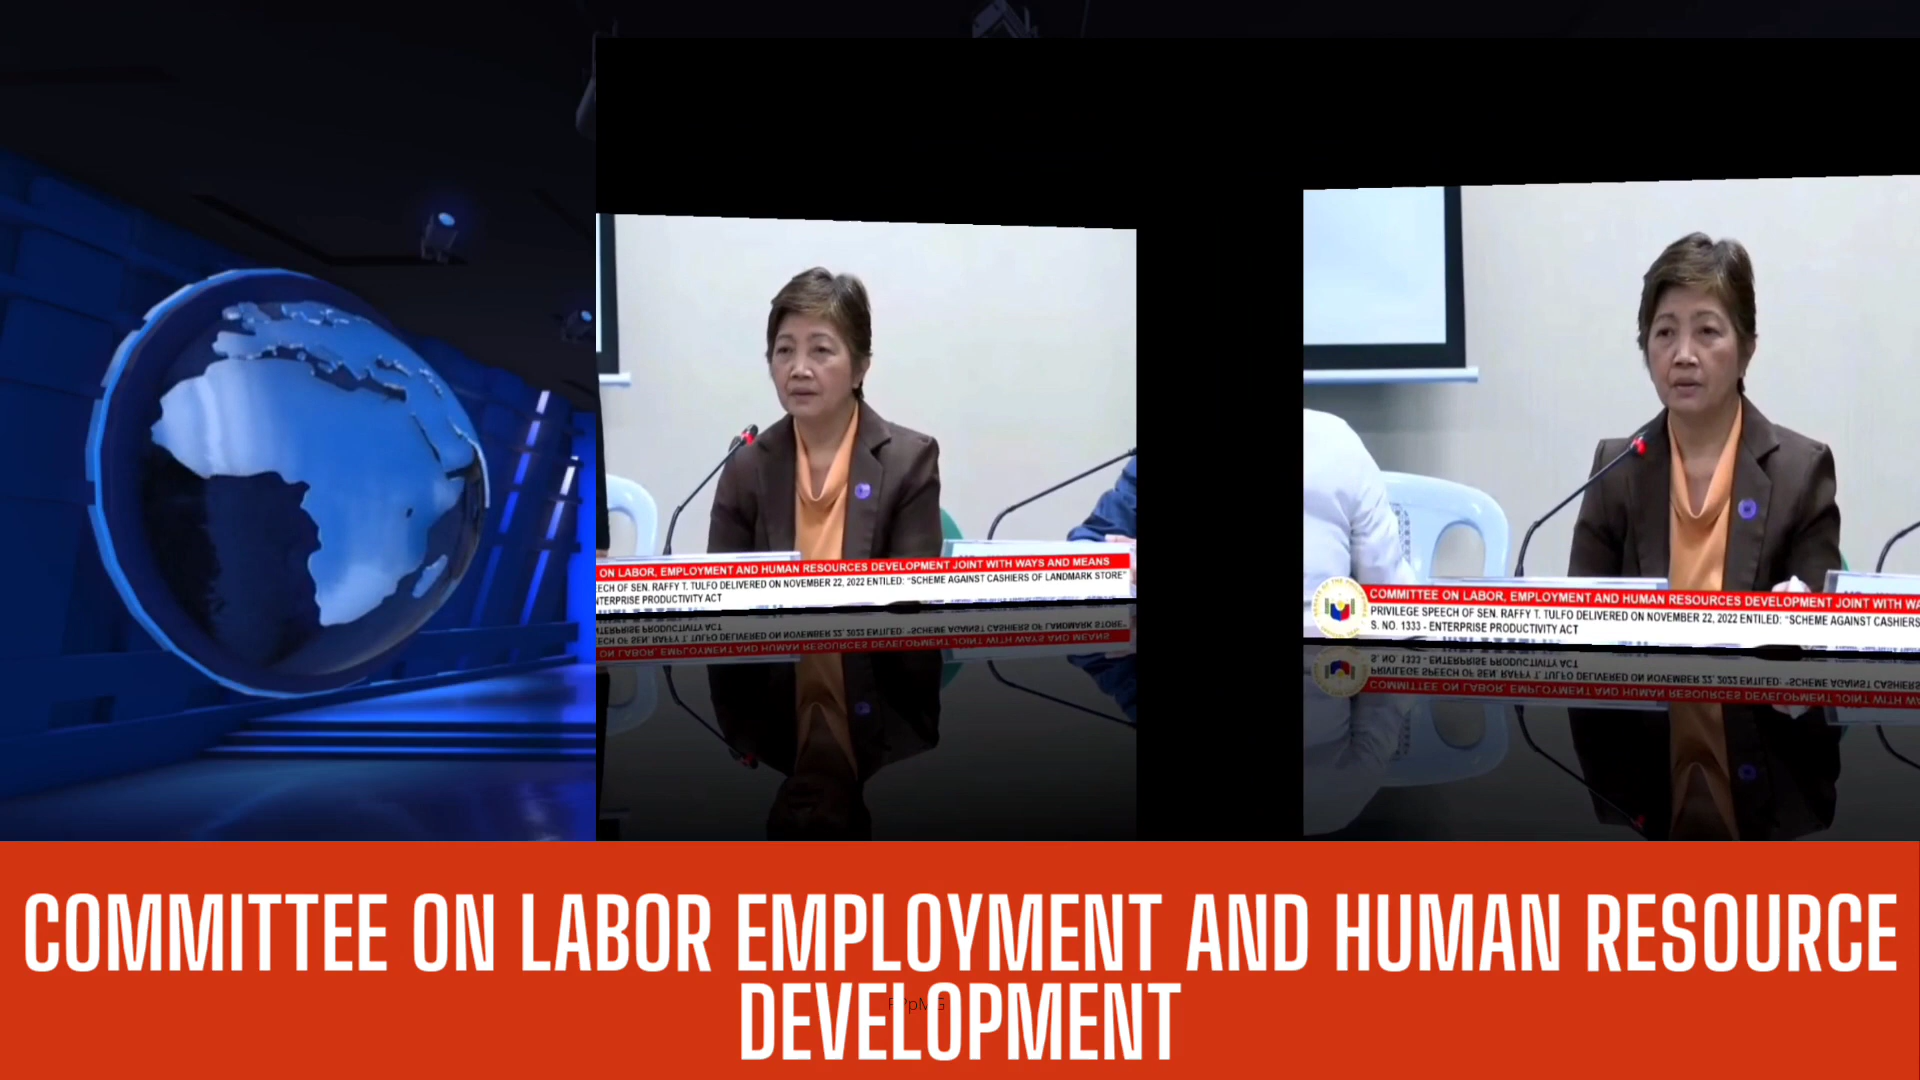 ON LABOR, EMPLOYMENT AND HUMAN RESOURCES DEVELOPMENT JOINT WITH WAYS AND MEANS
EECH OF SEN. RAFFY T. TULFO DELIVERED ON NOVEMBER 22, 2022 ENTILED: "SCHEME AGAINST CASHIERS OF LANDMARK STORE"
NTERPRISE PRODUCTIVITY ACT
COMMITTEE ON LABOR, EMPLOYMENT AND HUMAN RESOURCES DEVELOPMENT JOINT WITH WA
PRIVILEGE SPEECH OF SEN. RAFFY T. TULFO DELIVERED ON NOVEMBER 22, 2022 ENTILED: "SCHEME AGAINST CASHIERS
S. NO. 1333 - ENTERPRISE PRODUCTIVITY ACT
COMMITTEE ON LABOR EMPLOYMENT AND HUMAN RESOURCE
DEVELOPMENT